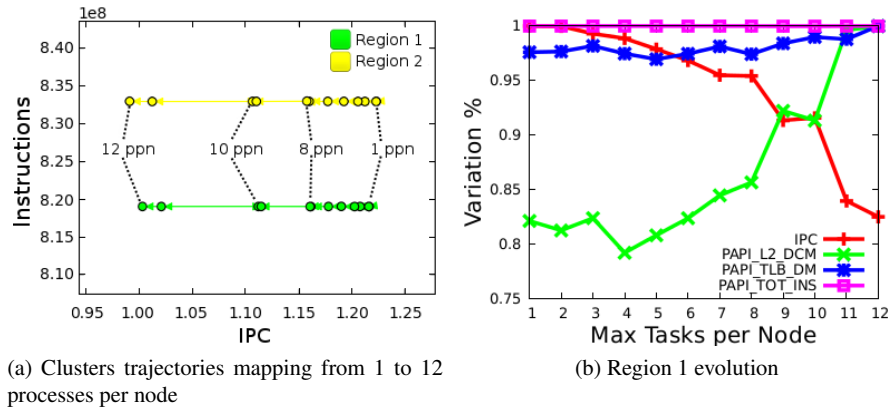 1e8
8.40
8.35
8.30
8.25
8.20
8.15
8.10
Instructions
Region 1
Region 2
12 ppn
10 ppn
8 ppn
1 ppn
0.95 1.00 1.05 1.10 1.15 1.20 1.25
IPC
(a) Clusters trajectories mapping from 1 to 12
processes per node
1
0.95
0.9
0.85
0.8
0.75
Variation %
IPC
PAPI_L2_DCM
PAPI_TLB_DM
PAPI_TOT_INS
1 2 3 4 5 6 7 8 9 10 11 12
Max Tasks per Node
(b) Region 1 evolution